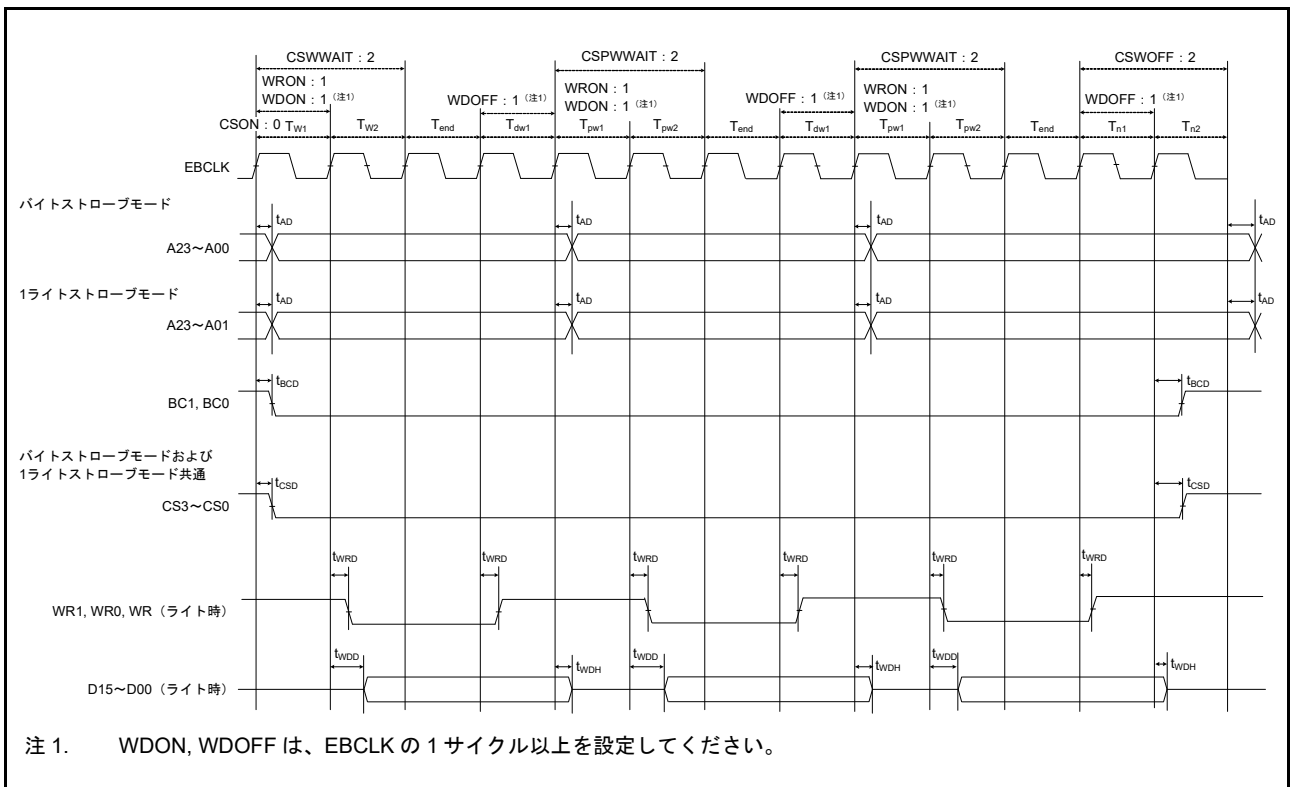 CSWWAIT：2 CSPWWAIT：2 CSPWWAIT：2 CSWOFF：2
WRON：1 WRON：1 WRON：1
WDON：1（注1） WDOFF：1（注1） WDON：1（注1） WDOFF：1（注1） WDON：1（注1） WDOFF：1（注1）
CSON：0 TW1 TW2 Tend Tdw1 Tpw1 Tpw2 Tend Tdw1 Tpw1 Tpw2 Tend Tn1 Tn2
EBCLK
バイトストローブモード
tAD tAD tAD tAD
A23～A00
1ライトストローブモード
tAD tAD tAD tAD
A23～A01
tBCD tBCD
BC1, BC0
バイトストローブモードおよび
1ライトストローブモード共通
tCSD tCSD
CS3～CS0
tWRD tWRD tWRD tWRD tWRD tWRD
WR1, WR0, WR（ライト時）
tWDD tWDH tWDD tWDH tWDD tWDH
D15～D00（ライト時）
注 1. WDON, WDOFF は、EBCLK の 1 サイクル以上を設定してください。